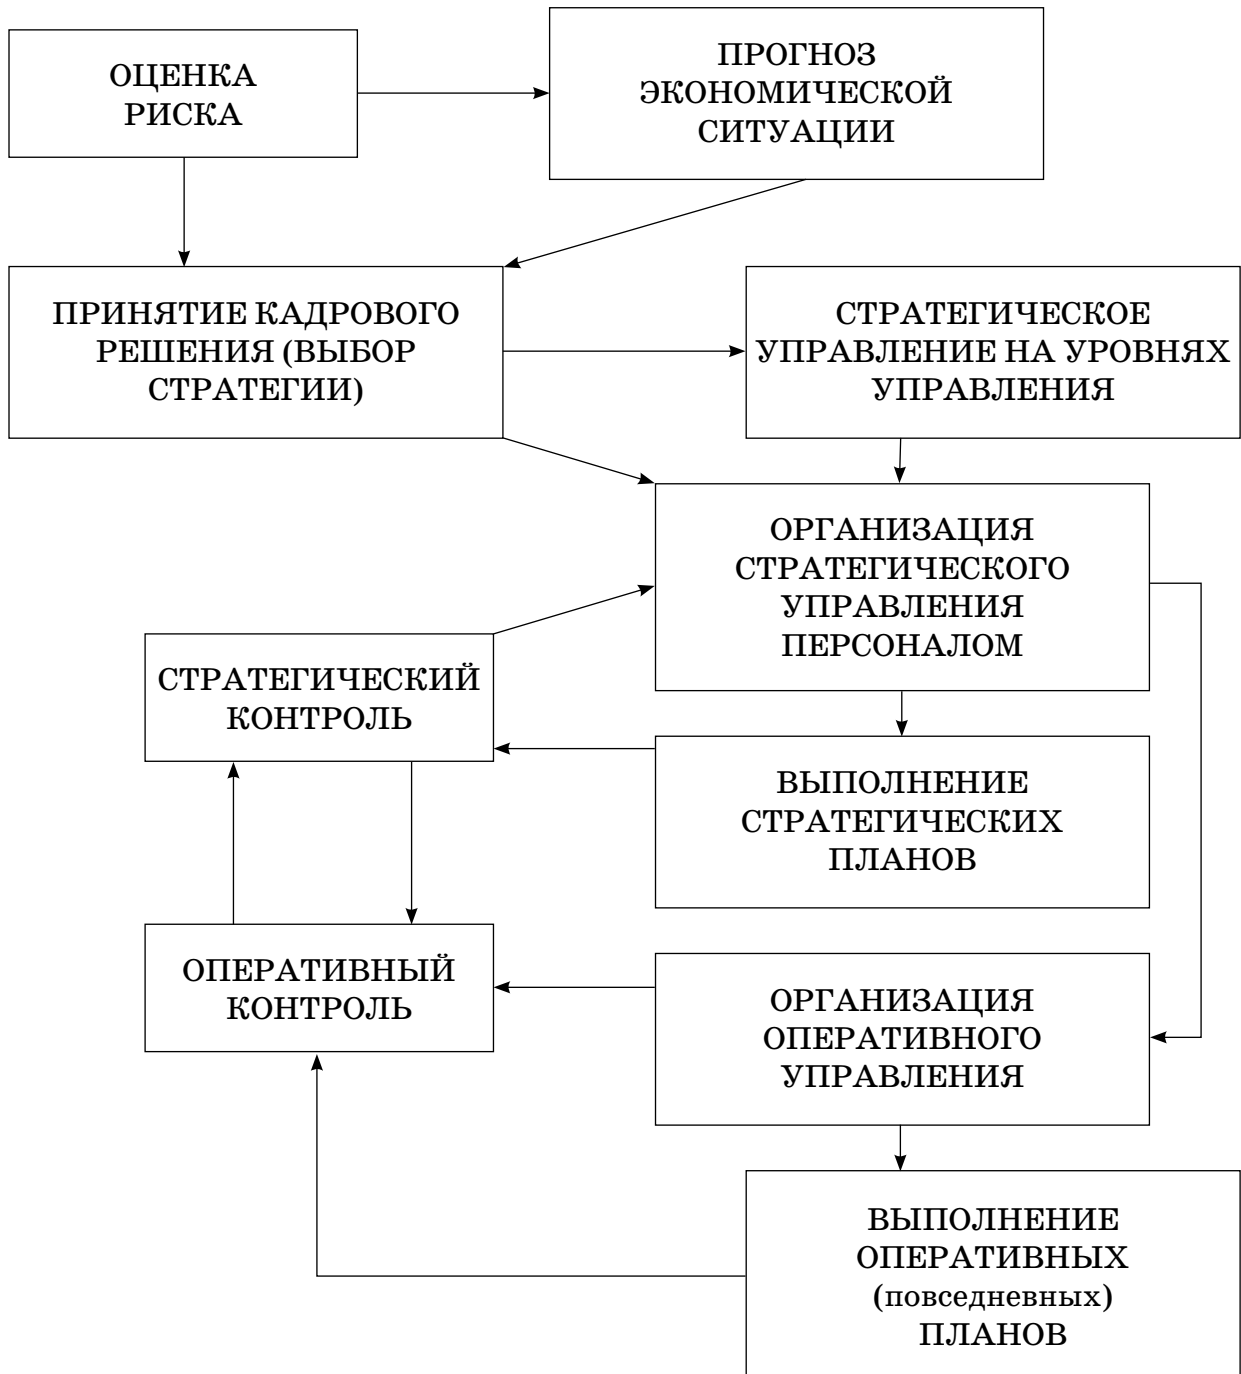 ОЦЕНКА
РИСКА
ПРОГНОЗ
ЭКОНОМИЧЕСКОЙ
СИТУАЦИИ
ПРИНЯТИЕ КАДРОВОГО
РЕШЕНИЯ (ВЫБОР
СТРАТЕГИИ)
СТРАТЕГИЧЕСКОЕ
УПРАВЛЕНИЕ НА УРОВНЯХ
УПРАВЛЕНИЯ
ОРГАНИЗАЦИЯ
СТРАТЕГИЧЕСКОГО
УПРАВЛЕНИЯ
ПЕРСОНАЛОМ
СТРАТЕГИЧЕСКИЙ
КОНТРОЛЬ
ВЫПОЛНЕНИЕ
СТРАТЕГИЧЕСКИХ
ПЛАНОВ
ОПЕРАТИВНЫЙ
КОНТРОЛЬ
ОРГАНИЗАЦИЯ
ОПЕРАТИВНОГО
УПРАВЛЕНИЯ
ВЫПОЛНЕНИЕ
ОПЕРАТИВНЫХ
(повседневных)
ПЛАНОВ